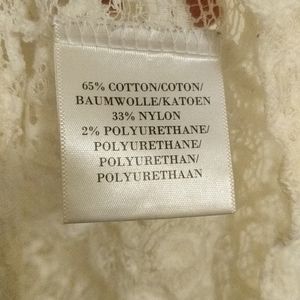 65% COTTON/COTON/
BAUMWOLLE/KATOEN
33% NYLON
2% POLYURETHANE/
POLYURETHANE/
POLYURETHAN/
POLYURETHAAN